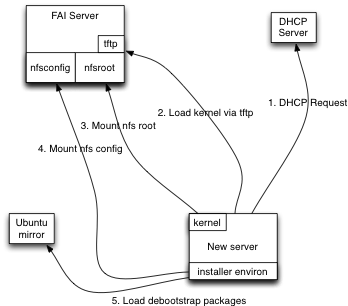 FAI Server
DHCP
Server
tftp
nfsconfig
nfsroot
1. DHCP Request
2. Load kernel via tftp
3. Mount nfs root
4. Mount nfs config
kernel
Ubuntu
mirror
New server
installer environ
5. Load debootstrap packages